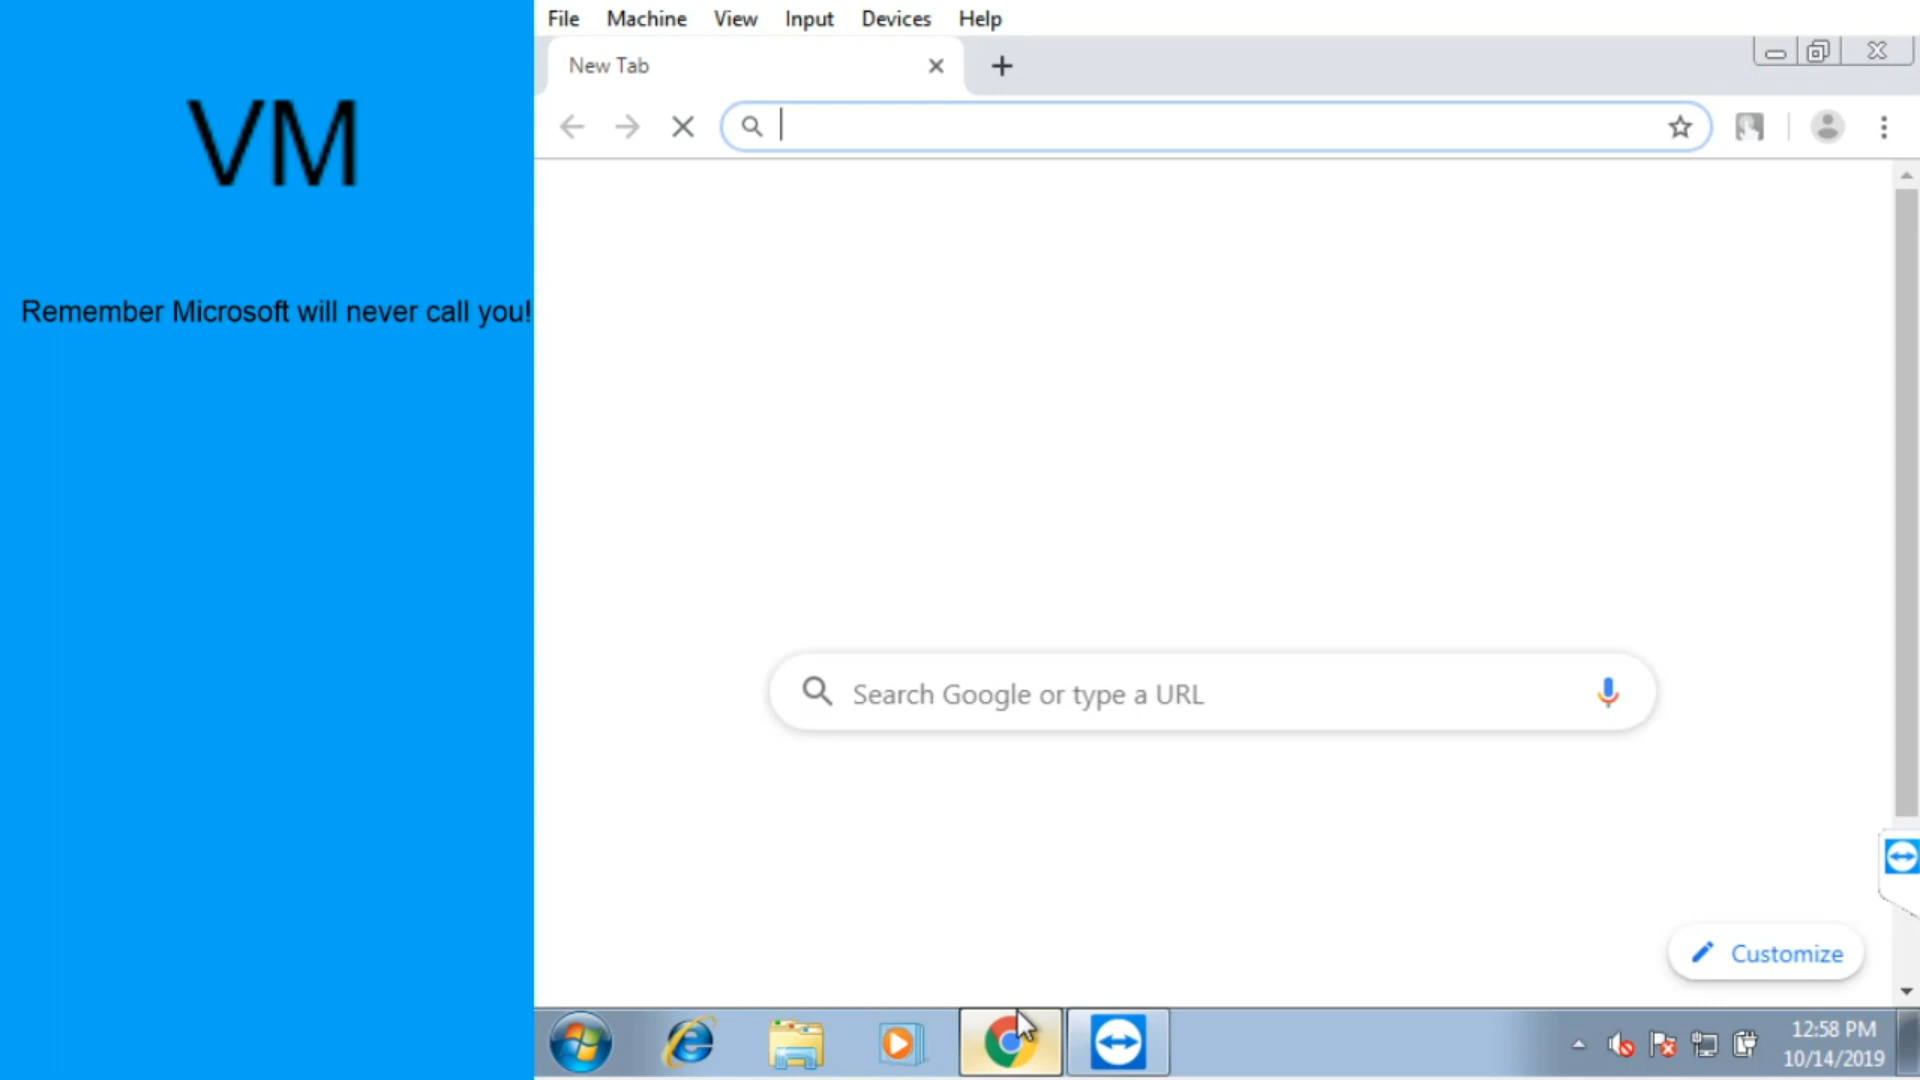 VM
Remember Microsoft will never call you!
File Machine View Input Devices Help
New Tab
Search Google or type a URL
Customize
12:58 PM
10/14/2019